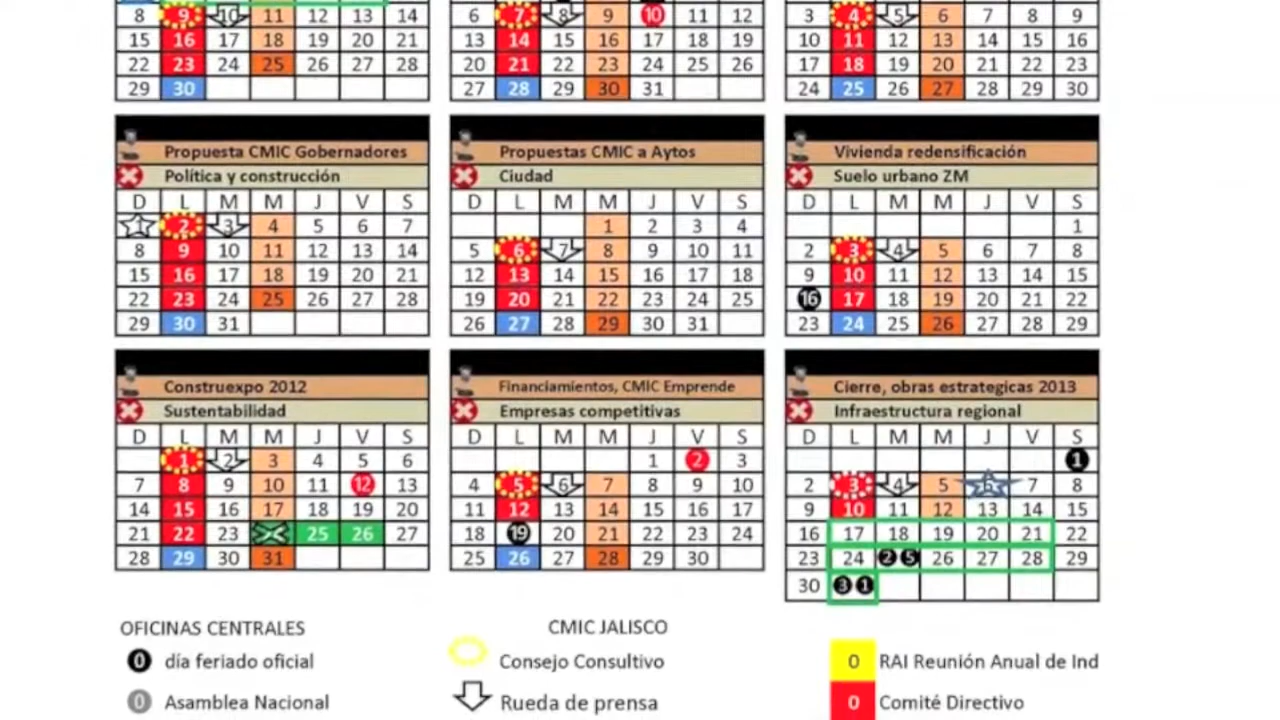 8 9 10 11 12 13 14
15 16 17 18 19 20 21
22 23 24 25 26 27 28
29 30
6 7 8 9 10 11 12
13 14 15 16 17 18 19
20 21 22 23 24 25 26
27 28 29 30 31
3 4 5 6 7 8 9
10 11 12 13 14 15 16
17 18 19 20 21 22 23
24 25 26 27 28 29 30
Propuesta CMIC Gobernadores
Política y construcción
D L M M J V S
1 2 3 4 5 6 7
8 9 10 11 12 13 14
15 16 17 18 19 20 21
22 23 24 25 26 27 28
29 30 31
Propuestas CMIC a Aytos
Ciudad
D L M M J V S
1 2 3 4
5 6 7 8 9 10 11
12 13 14 15 16 17 18
19 20 21 22 23 24 25
26 27 28 29 30 31
Vivienda redensificación
Suelo urbano ZM
D L M M J V S
1
2 3 4 5 6 7 8
9 10 11 12 13 14 15
16 17 18 19 20 21 22
23 24 25 26 27 28 29
Construexpo 2012
Sustentabilidad
D L M M J V S
1 2 3 4 5 6
7 8 9 10 11 12 13
14 15 16 17 18 19 20
21 22 23 25 26 27
28 29 30 31
Financiamientos, CMIC Emprende
Empresas competitivas
D L M M J V S
1 2 3
4 5 6 7 8 9 10
11 12 13 14 15 16 17
18 19 20 21 22 23 24
25 26 27 28 29 30
Cierre, obras estrategicas 2013
Infraestructura regional
D L M M J V S
1
2 3 4 5 6 7 8
9 10 11 12 13 14 15
16 17 18 19 20 21 22
23 24 2 5 26 27 28 29
30 3 1
OFICINAS CENTRALES
0 día feriado oficial
0 Asamblea Nacional
CMIC JALISCO
Consejo Consultivo
Rueda de prensa
0 RAI Reunión Anual de Ind
0 Comité Directivo